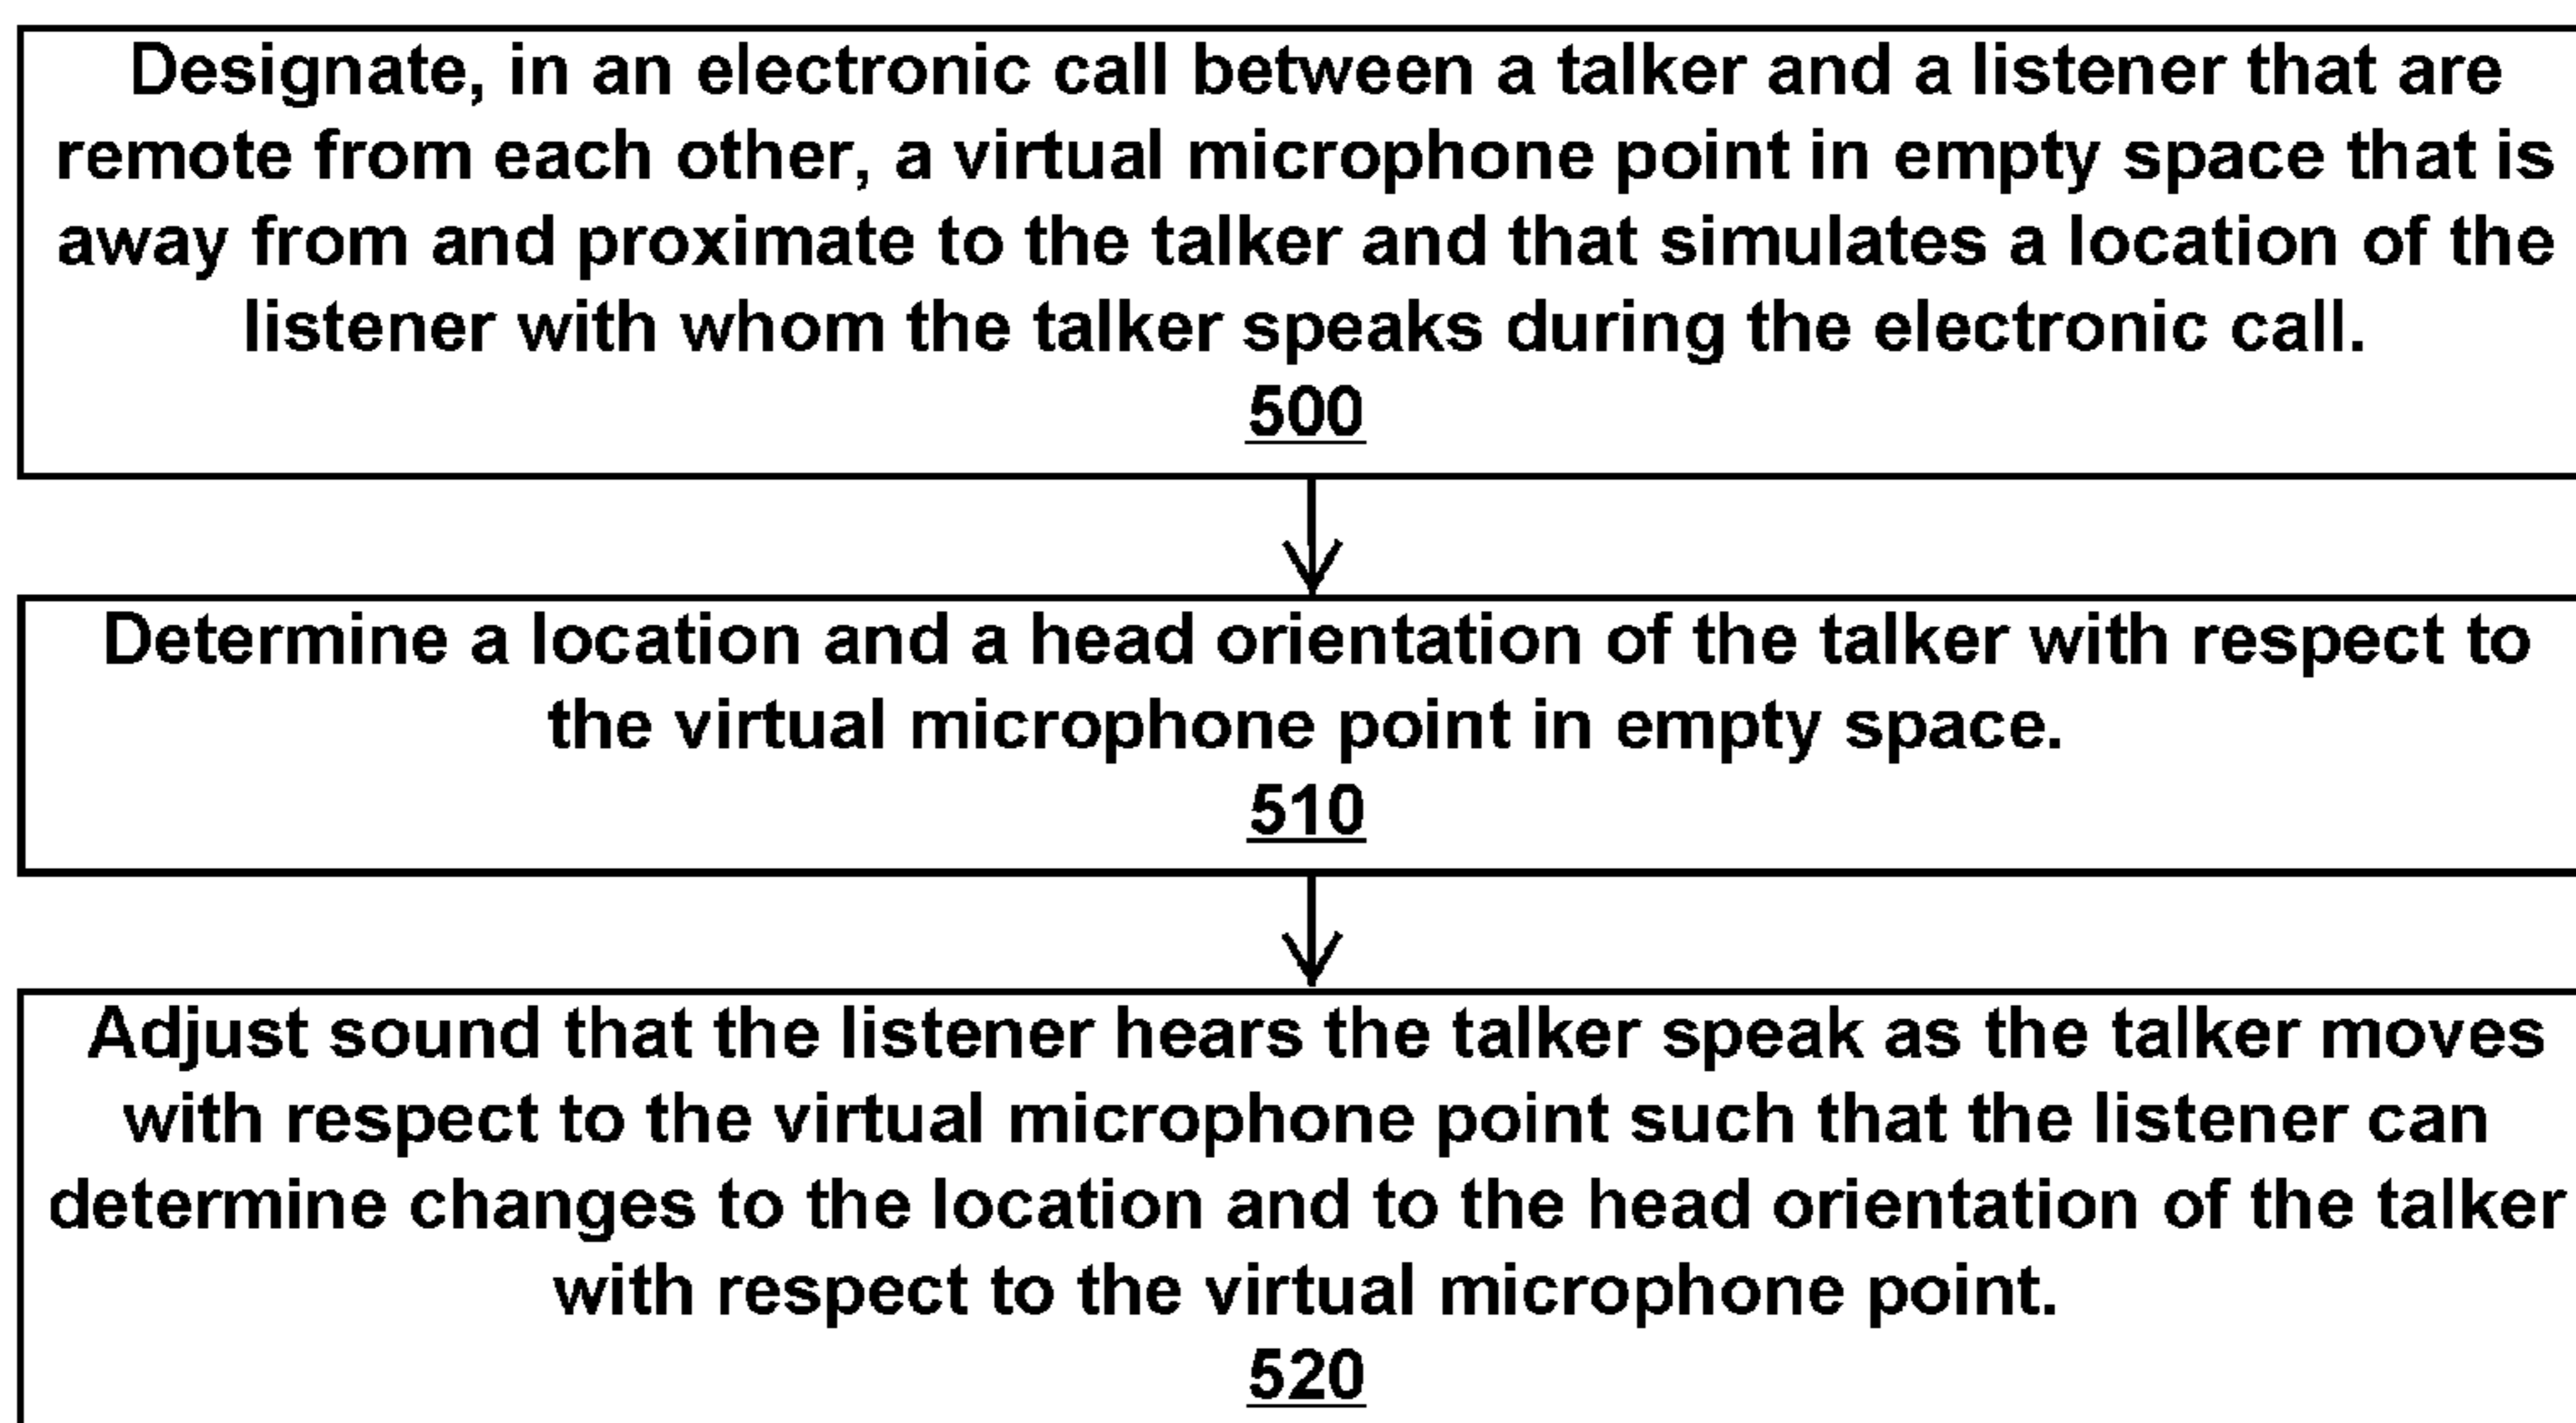 Designate, in an electronic call between a talker and a listener that are
remote from each other, a virtual microphone point in empty space that is
away from and proximate to the talker and that simulates a location of the
listener with whom the talker speaks during the electronic call.
500
Determine a location and a head orientation of the talker with respect to
the virtual microphone point in empty space.
510
Adjust sound that the listener hears the talker speak as the talker moves
with respect to the virtual microphone point such that the listener can
determine changes to the location and to the head orientation of the talker
with respect to the virtual microphone point.
520